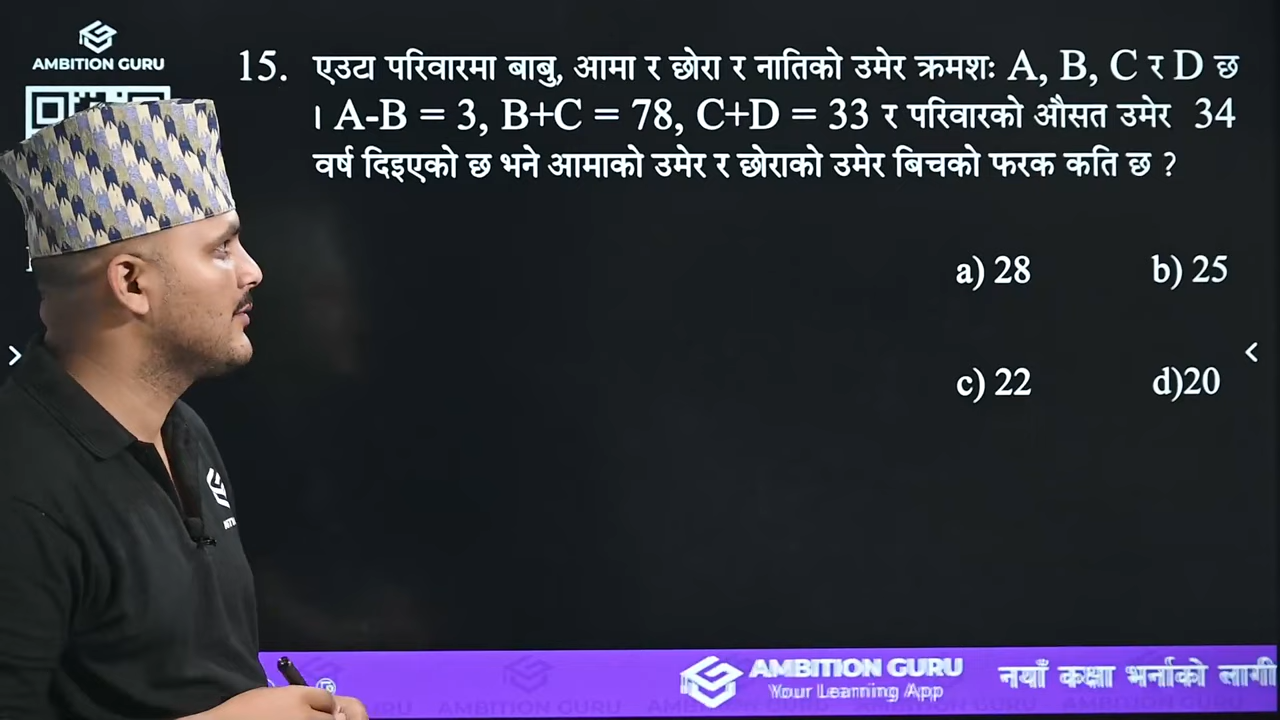 AMBITION GURU
15. एउटा परिवारमा बाबु, आमा र छोरा र नातिको उमेर क्रमशः A, B, C र D छ
। A-B = 3, B+C = 78, C+D = 33 र परिवारको औसत उमेर 34
वर्ष दिइएको छ भने आमाको उमेर र छोराको उमेर बिचको फरक कति छ ?
a) 28 b) 25
c) 22 d)20
AMBITION GURU
Your Learning App
नयाँ कक्षा भर्नाको लागी